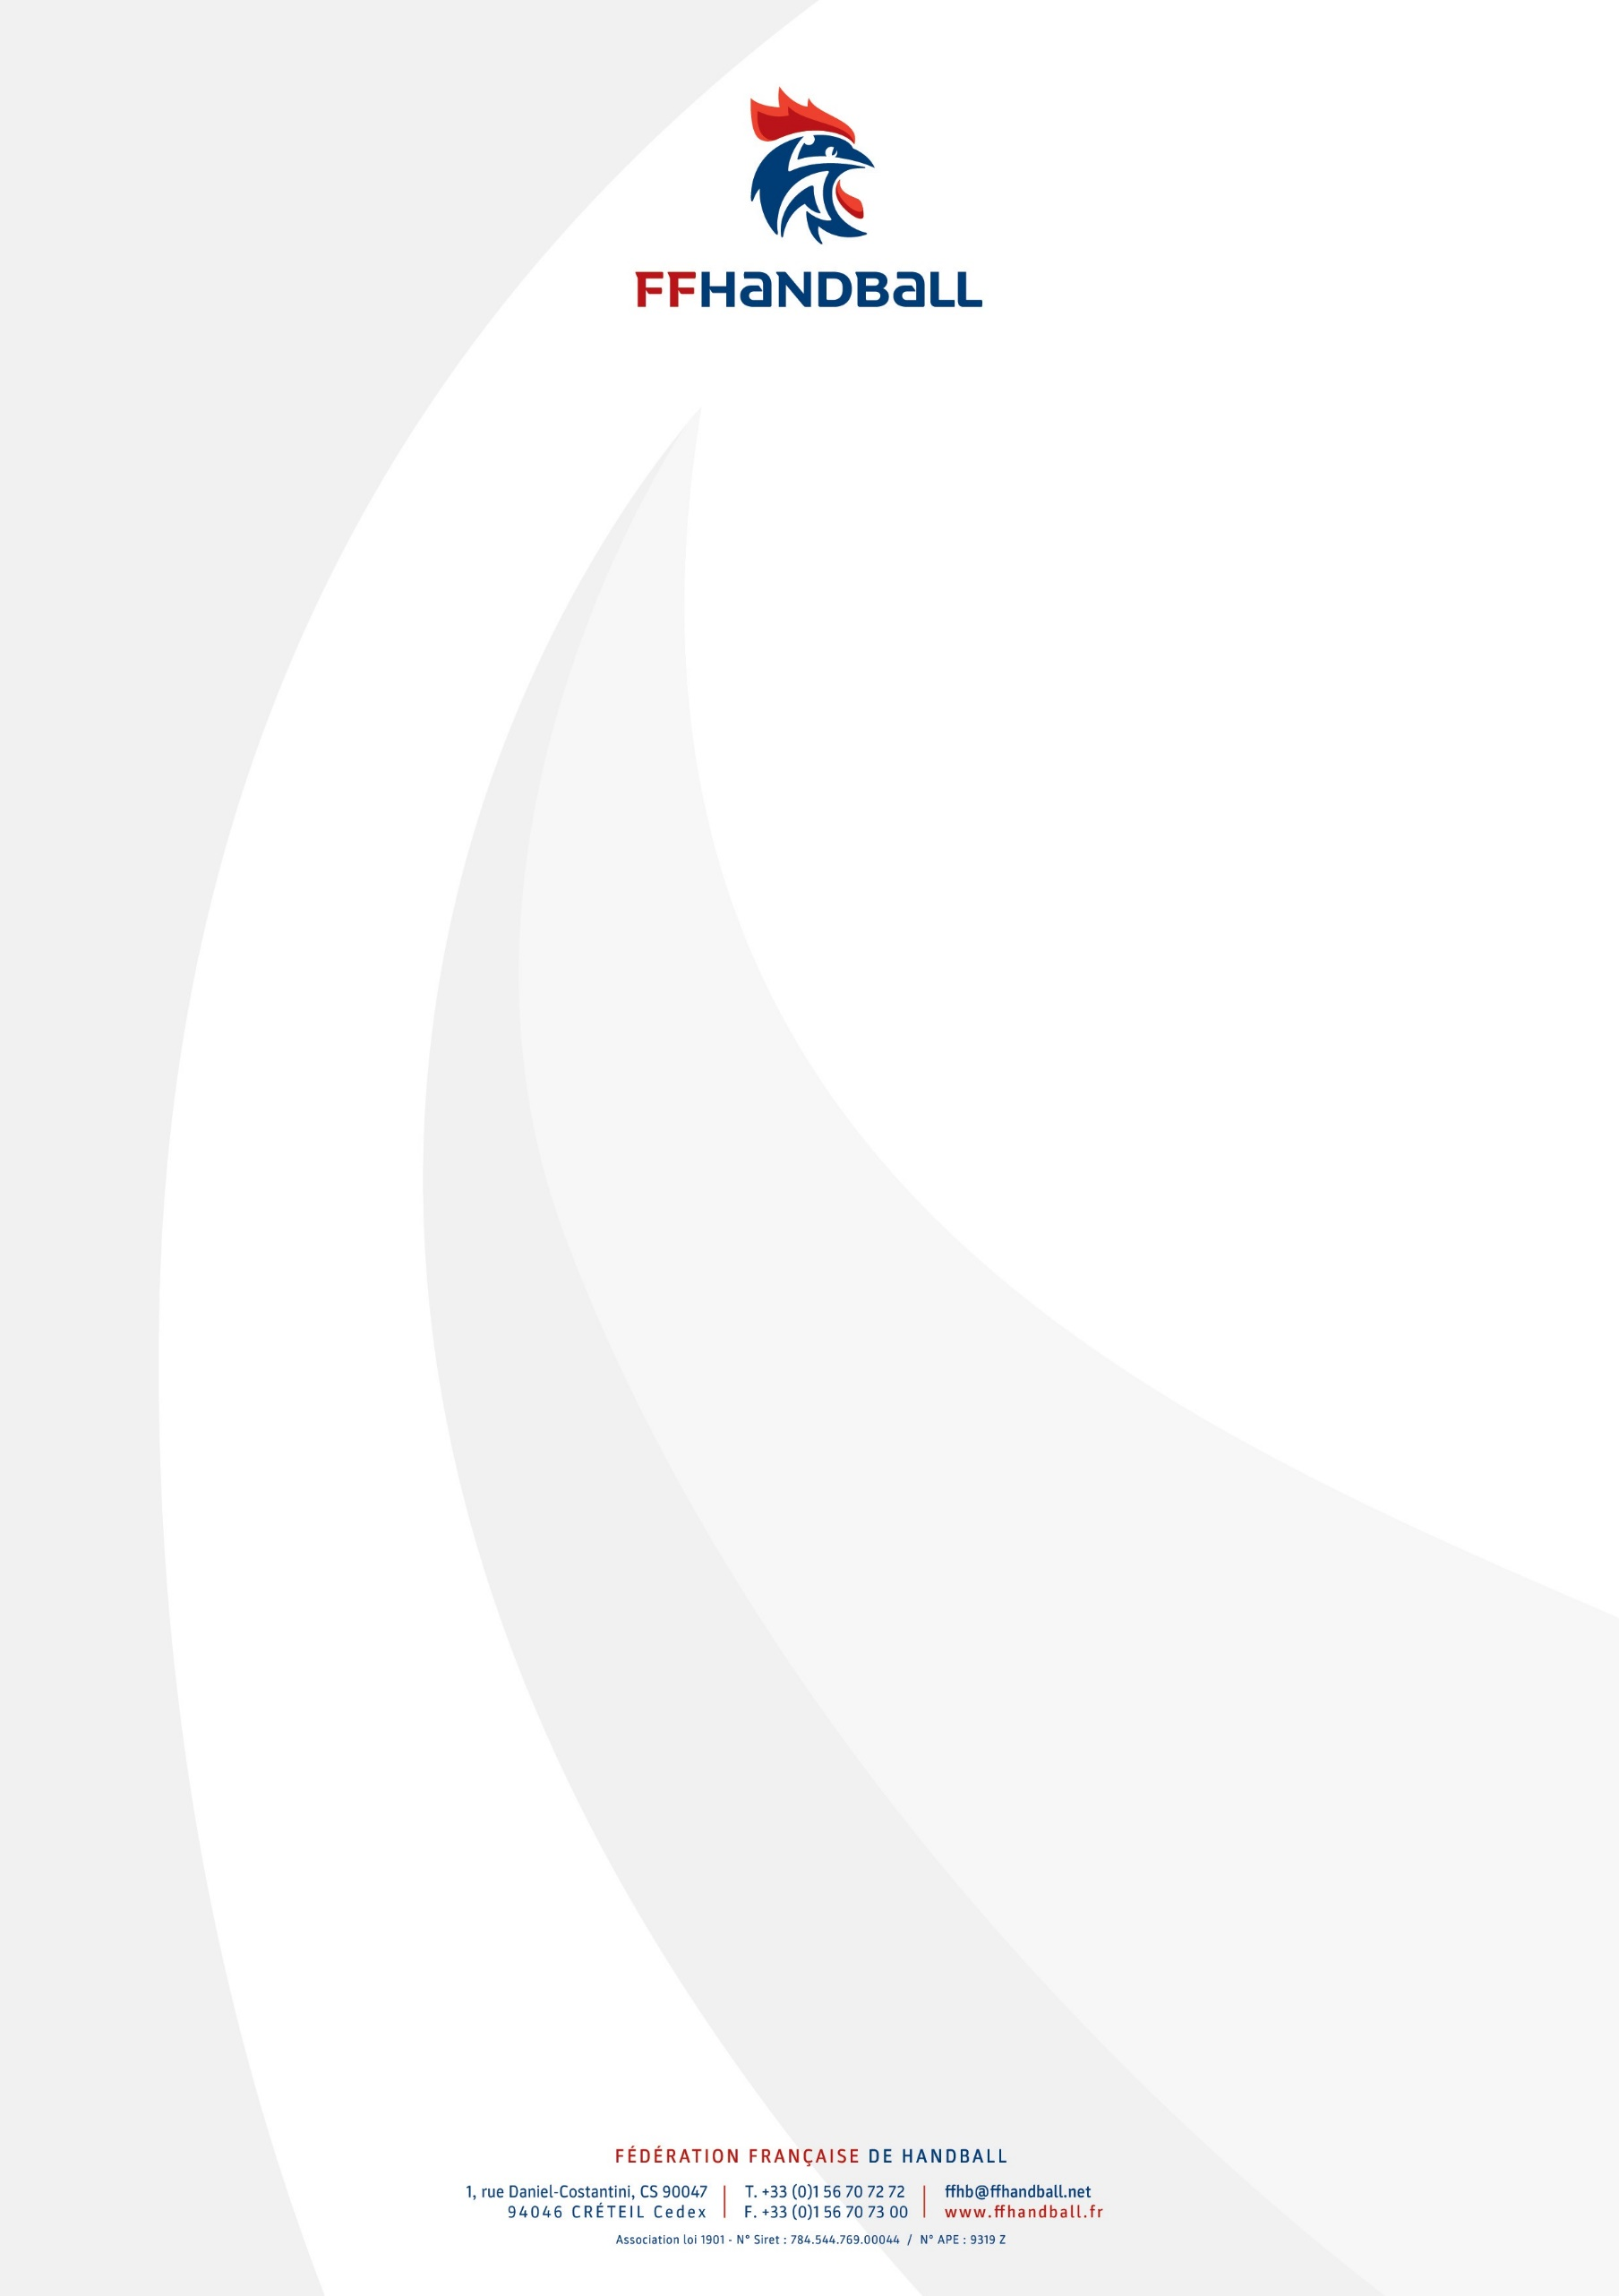 FFHaNDBaLL
FÉDÉRATION FRANÇAISE DE HANDBALL
1, rue Daniel-Costantini, CS 90047 | T. +33 (0)1 56 70 72 72 | ffhb@ffhandball.net
94046 CRÉTEIL Cedex | F. +33 (0)1 56 70 73 00 | www.ffhandball.fr
Association loi 1901 - N° Siret : 784.544.769.00044 / N° APE : 9319 Z